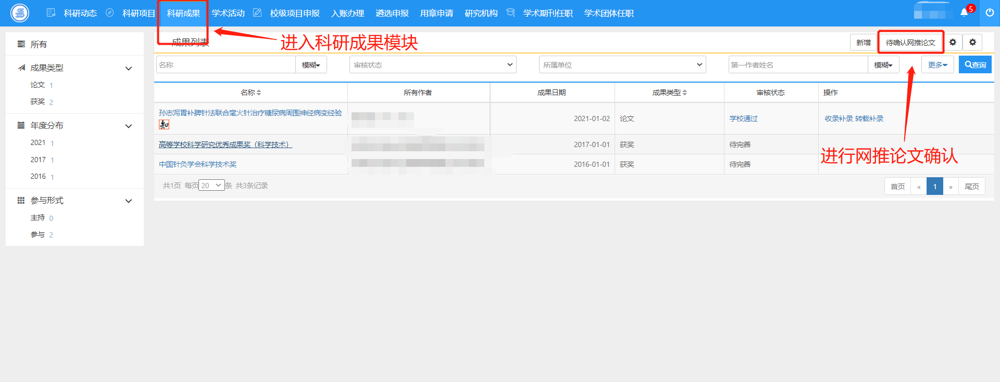 科研动态 科研项目 科研成果 学术活动 校级项目申报 入账办理 遴选申报 用章申请 研究机构 学术期刊任职 学术团体任职 5
所有
成果类型
论文 1
获奖 2
年度分布
2021 1
2017 1
2016 1
参与形式
主持 0
参与 2
成果列表
进入科研成果模块
新增 待确认网推论文
名称 模糊 审核状态 所属单位 第一作者姓名 模糊 更多 查询
名称 所有作者 成果日期 成果类型 审核状态 操作
孙志泻胃补脾针法联合毫火针治疗糖尿病周围神经病变经验 2021-01-02 论文 学校通过 收录补录 转载补录
知
高等学校科学研究优秀成果奖（科学技术） 2017-01-01 获奖 待完善
中国针灸学会科学技术奖 2016-01-01 获奖 待完善
进行网推论文确认
共1页 每页 20 条 共3条记录
首页 « 1 » 尾页